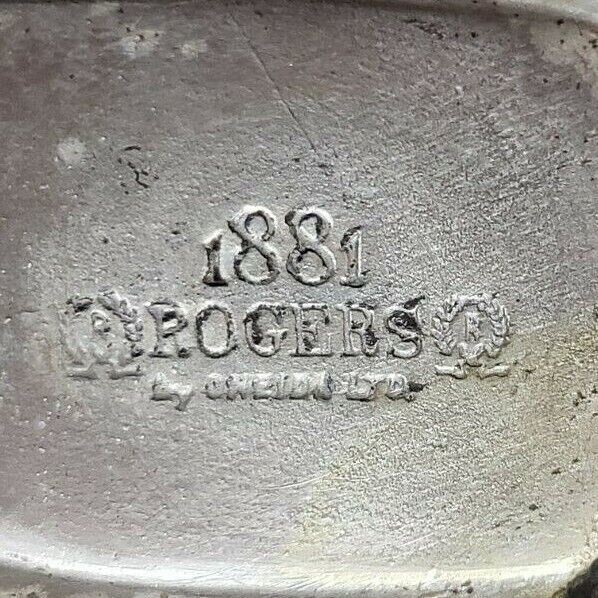 1881
R ROGERS R
by ONEIDA LTD.